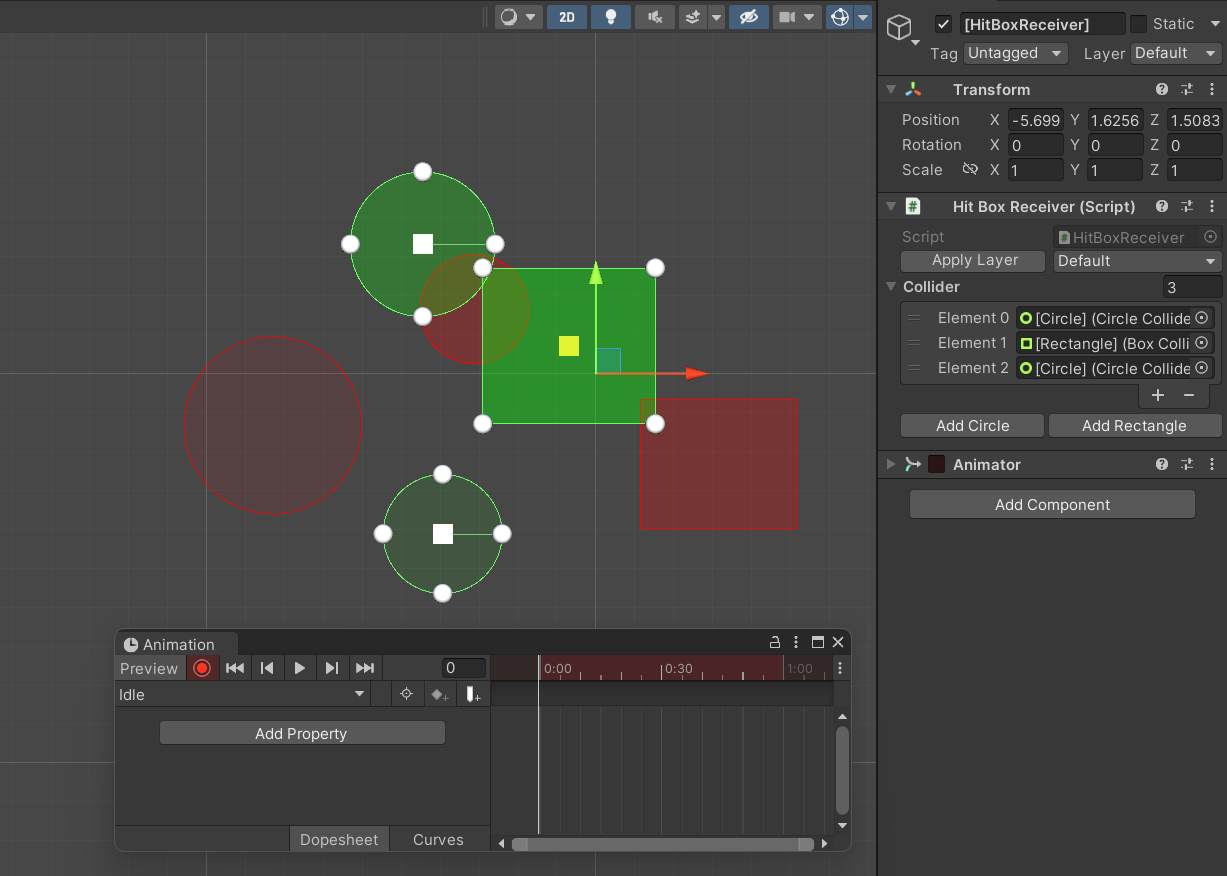 2D
[HitBoxReceiver]
Static
Tag Untagged Layer Default
Transform
Position X -5.699 Y 1.6256 Z 1.5083
Rotation X 0 Y 0 Z 0
Scale X 1 Y 1 Z 1
# Hit Box Receiver (Script)
Script # HitBoxReceiver
Apply Layer Default
Collider 3
Element 0 [Circle] (Circle Collide
Element 1 [Rectangle] (Box Colli
Element 2 [Circle] (Circle Collide
+ −
Add Circle Add Rectangle
Animator
Add Component
Animation
Preview 0 0:00 0:30 1:00
Idle
Add Property
Dopesheet Curves